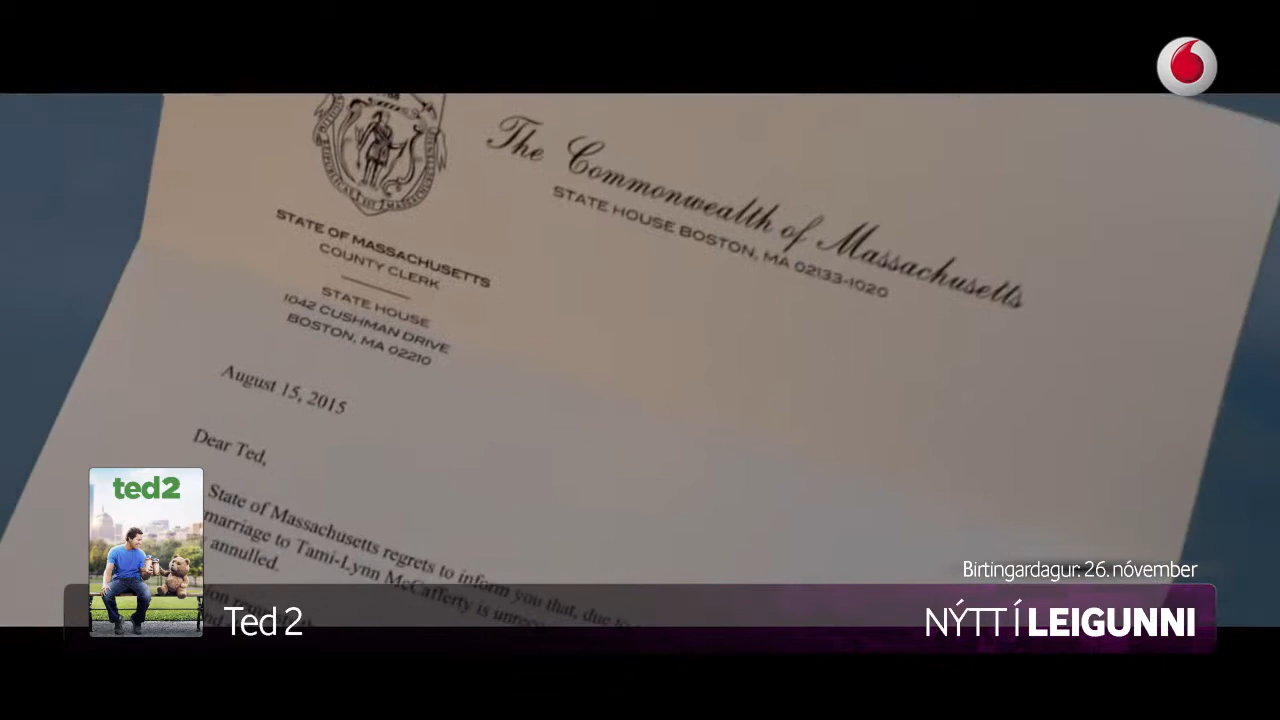 The Commonwealth of Massachusetts
STATE HOUSE, BOSTON, MA 02133-1020
STATE OF MASSACHUSETTS
COUNTY CLERK
STATE HOUSE
1042 CUSHMAN DRIVE
BOSTON, MA 02210
August 15, 2015
Dear Ted,
State of Massachusetts regrets to inform you that, due to
marriage to Tami-Lynn McCafferty is
annulled.
ted2
Ted 2
Birtingardagur: 26. nóvember
NÝTT Í LEIGUNNI